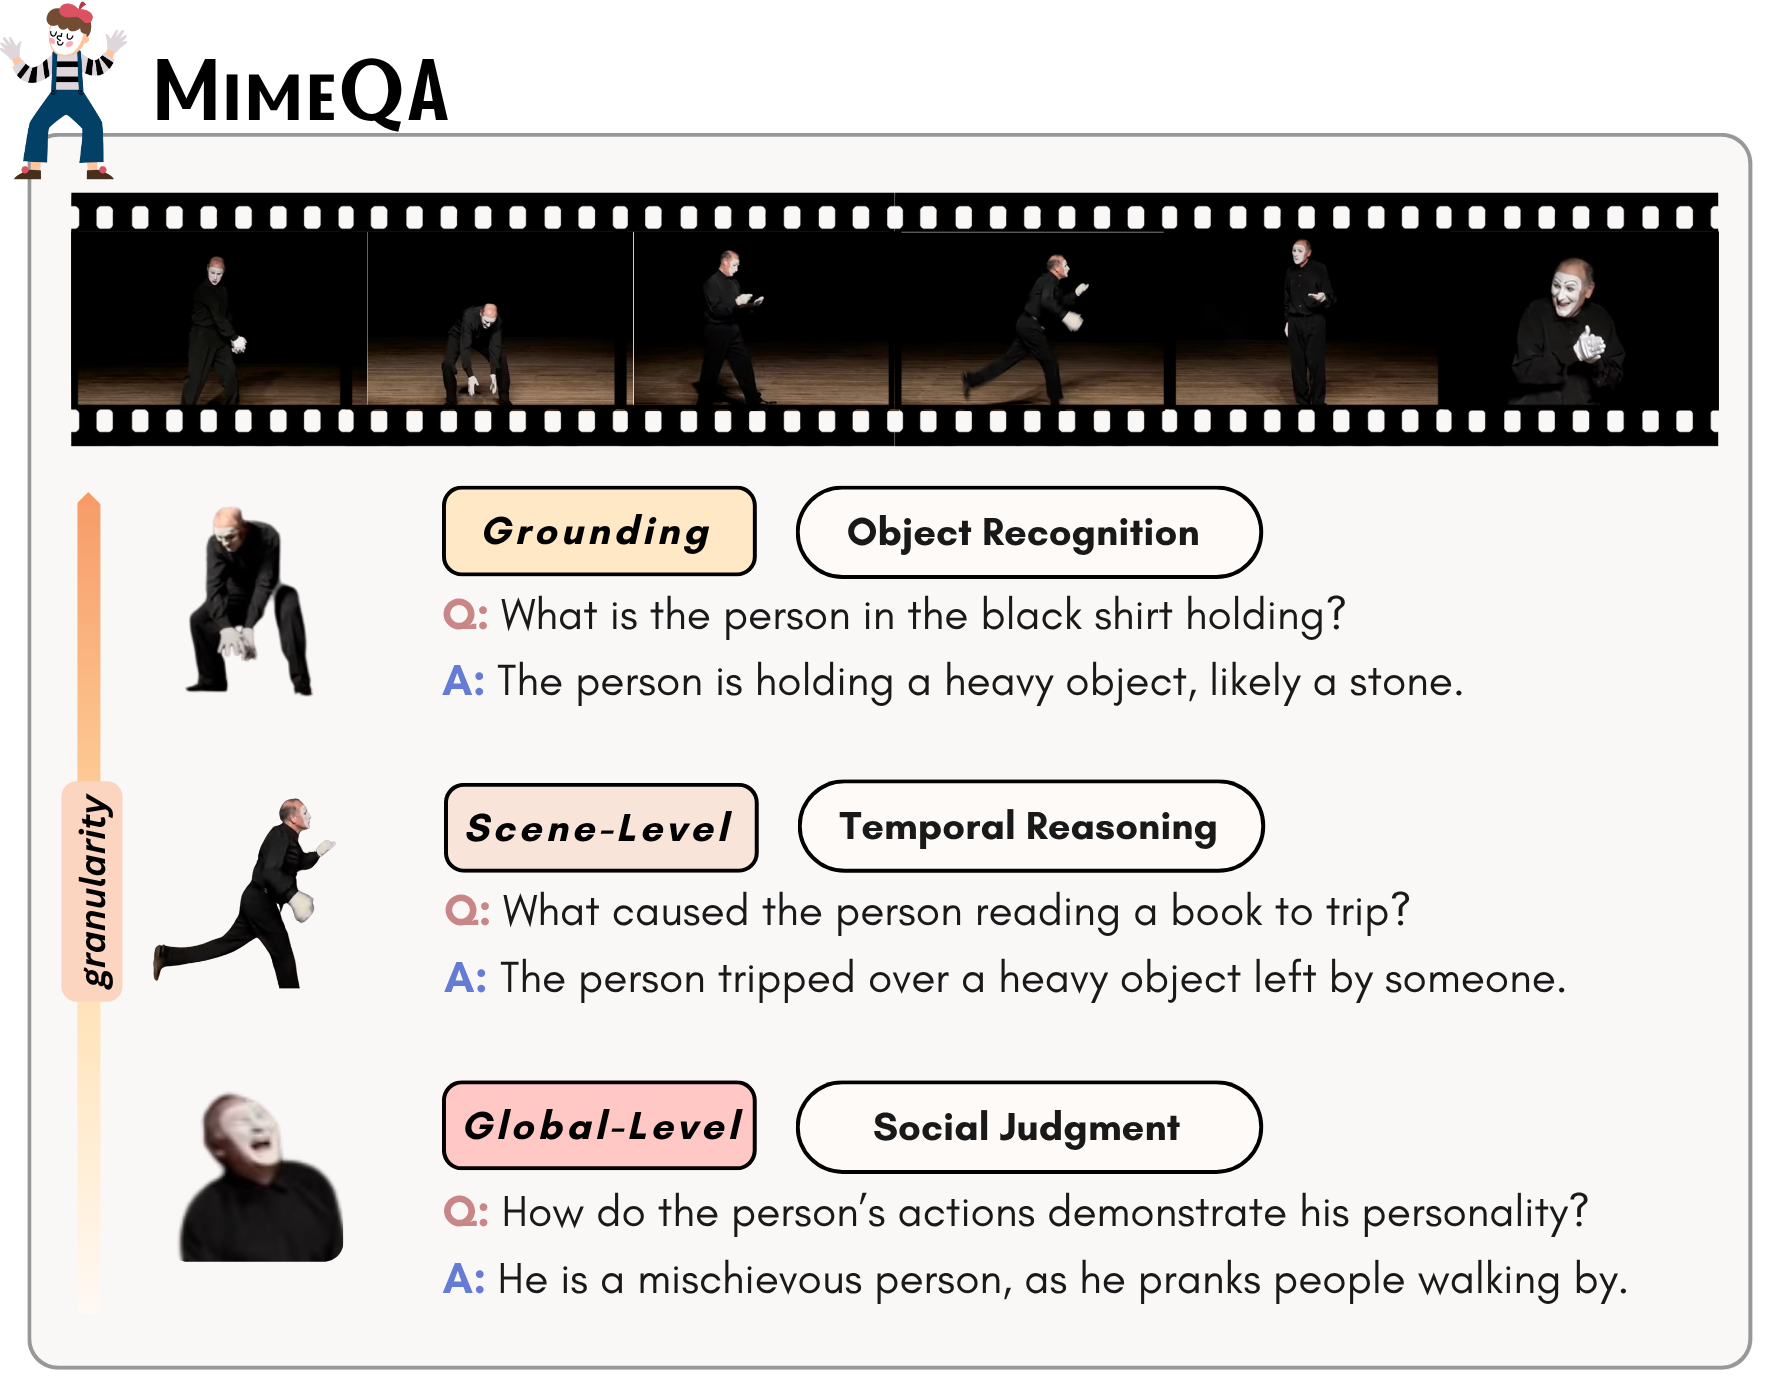 MIMEQA
Grounding
Object Recognition
Q: What is the person in the black shirt holding?
A: The person is holding a heavy object, likely a stone.
granularity
Scene-Level
Temporal Reasoning
Q: What caused the person reading a book to trip?
A: The person tripped over a heavy object left by someone.
Global-Level
Social Judgment
Q: How do the person’s actions demonstrate his personality?
A: He is a mischievous person, as he pranks people walking by.